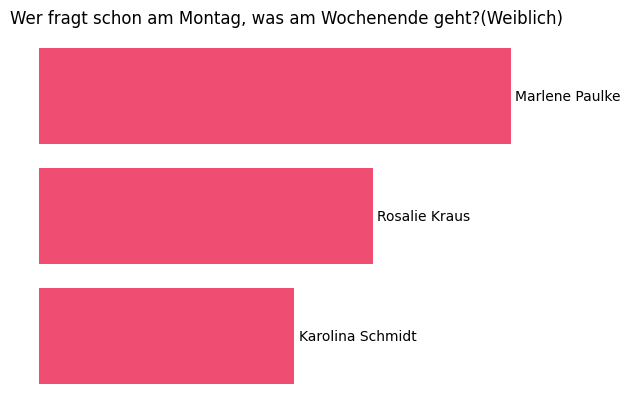 Wer fragt schon am Montag, was am Wochenende geht?(Weiblich)
Marlene Paulke
Rosalie Kraus
Karolina Schmidt